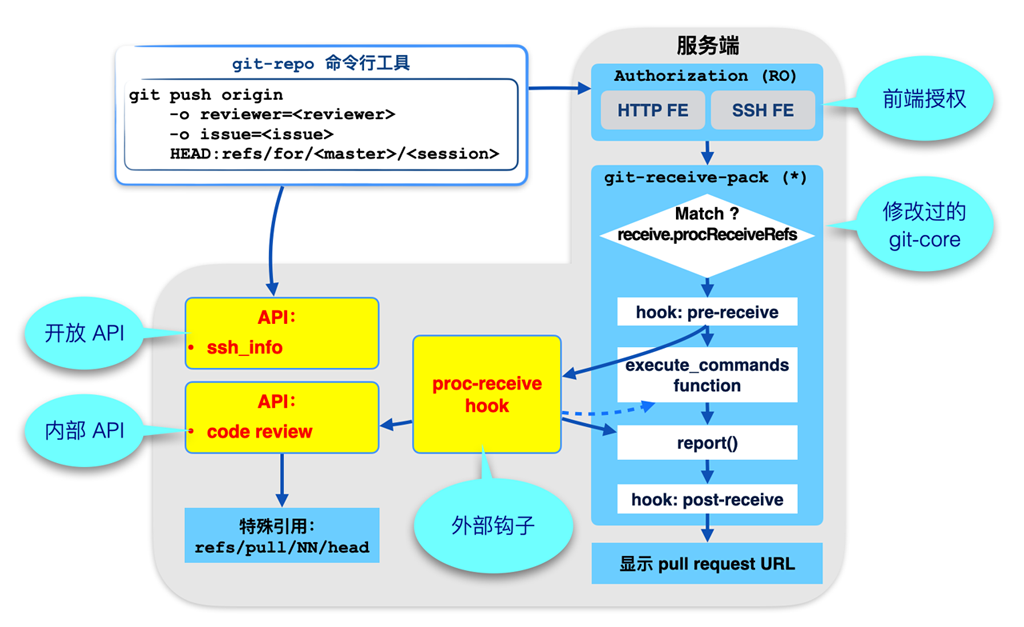 服务端
git-repo 命令行工具
git push origin
-o reviewer=<reviewer>
-o issue=<issue>
HEAD:refs/for/<master>/<session>
Authorization (RO)
HTTP FE
SSH FE
前端授权
git-receive-pack (*)
Match ?
receive.procReceiveRefs
修改过的
git-core
hook: pre-receive
execute_commands
function
report()
hook: post-receive
显示 pull request URL
开放 API
API：
• ssh_info
内部 API
API：
• code review
proc-receive
hook
外部钩子
特殊引用：
refs/pull/NN/head